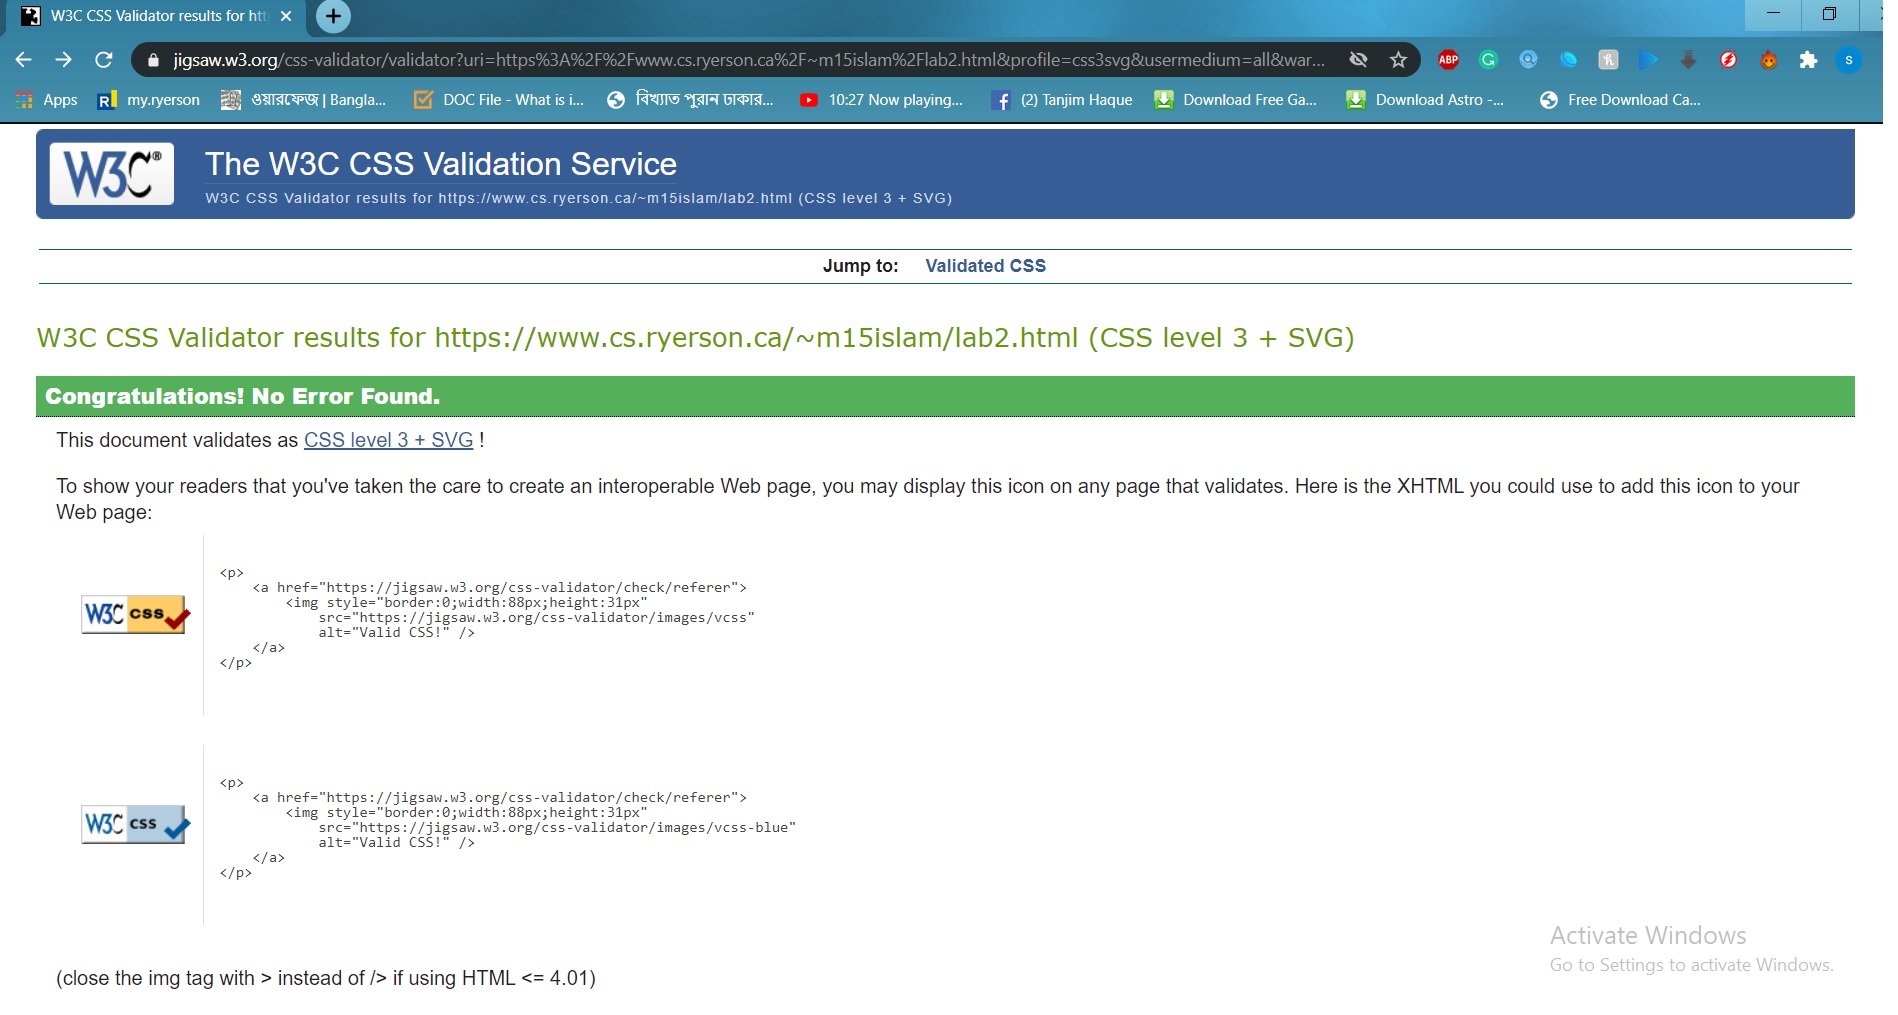 W3C CSS Validator results for htt
jigsaw.w3.org/css-validator/validator?uri=https%3A%2F%2Fwww.cs.ryerson.ca%2F~m15islam%2Flab2.html&profile=css3svg&usermedium=all&war...
ABP
S
Apps
my.ryerson
ওয়ারফেজ | Bangla...
DOC File - What is i...
বিখ্যাত পুরান ঢাকার...
10:27 Now playing...
(2) Tanjim Haque
Download Free Ga...
Download Astro -...
Free Download Ca...
W3C®
The W3C CSS Validation Service
W3C CSS Validator results for https://www.cs.ryerson.ca/~m15islam/lab2.html (CSS level 3 + SVG)
Jump to: Validated CSS
W3C CSS Validator results for https://www.cs.ryerson.ca/~m15islam/lab2.html (CSS level 3 + SVG)
Congratulations! No Error Found.
This document validates as CSS level 3 + SVG !
To show your readers that you've taken the care to create an interoperable Web page, you may display this icon on any page that validates. Here is the XHTML you could use to add this icon to your
Web page:
W3C css
<p>
<a href="https://jigsaw.w3.org/css-validator/check/referer">
<img style="border:0;width:88px;height:31px"
src="https://jigsaw.w3.org/css-validator/images/vcss"
alt="Valid CSS!" />
</a>
</p>
W3C css
<p>
<a href="https://jigsaw.w3.org/css-validator/check/referer">
<img style="border:0;width:88px;height:31px"
src="https://jigsaw.w3.org/css-validator/images/vcss-blue"
alt="Valid CSS!" />
</a>
</p>
(close the img tag with > instead of /> if using HTML <= 4.01)
Activate Windows
Go to Settings to activate Windows.